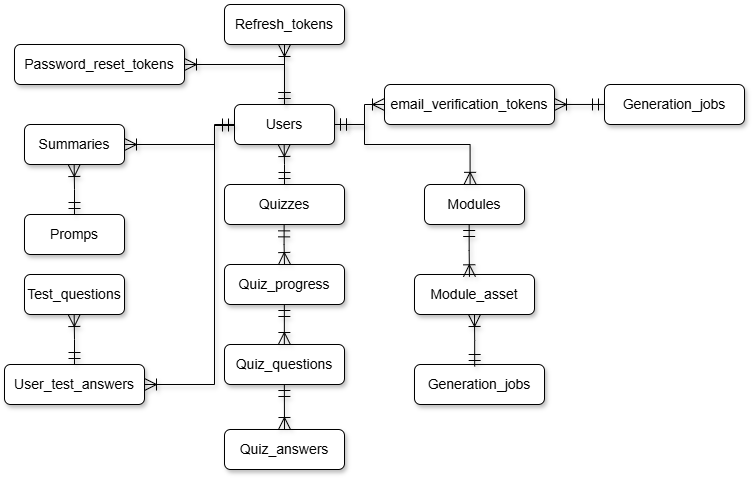 Refresh_tokens
Password_reset_tokens
email_verification_tokens
Generation_jobs
Users
Summaries
Quizzes
Modules
Promps
Quiz_progress
Test_questions
Module_asset
Quiz_questions
User_test_answers
Generation_jobs
Quiz_answers